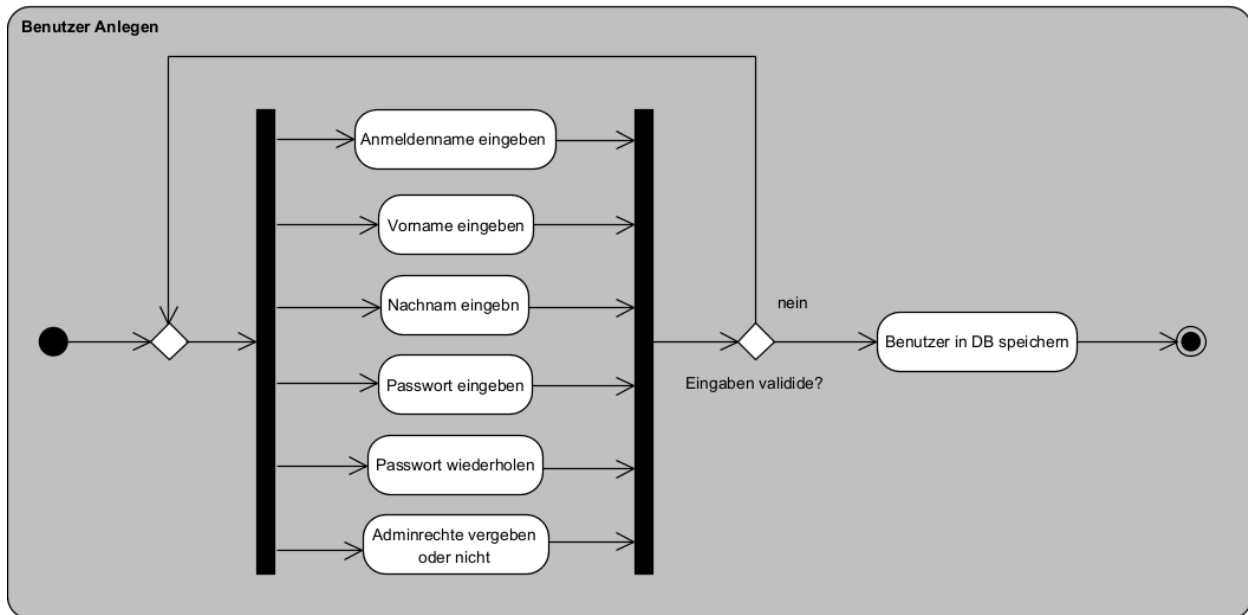 Benutzer Anlegen
Anmeldenname eingeben
Vorname eingeben
Nachnam eingebn
Passwort eingeben
Passwort wiederholen
Adminrechte vergeben
oder nicht
nein
Eingaben validide?
Benutzer in DB speichern